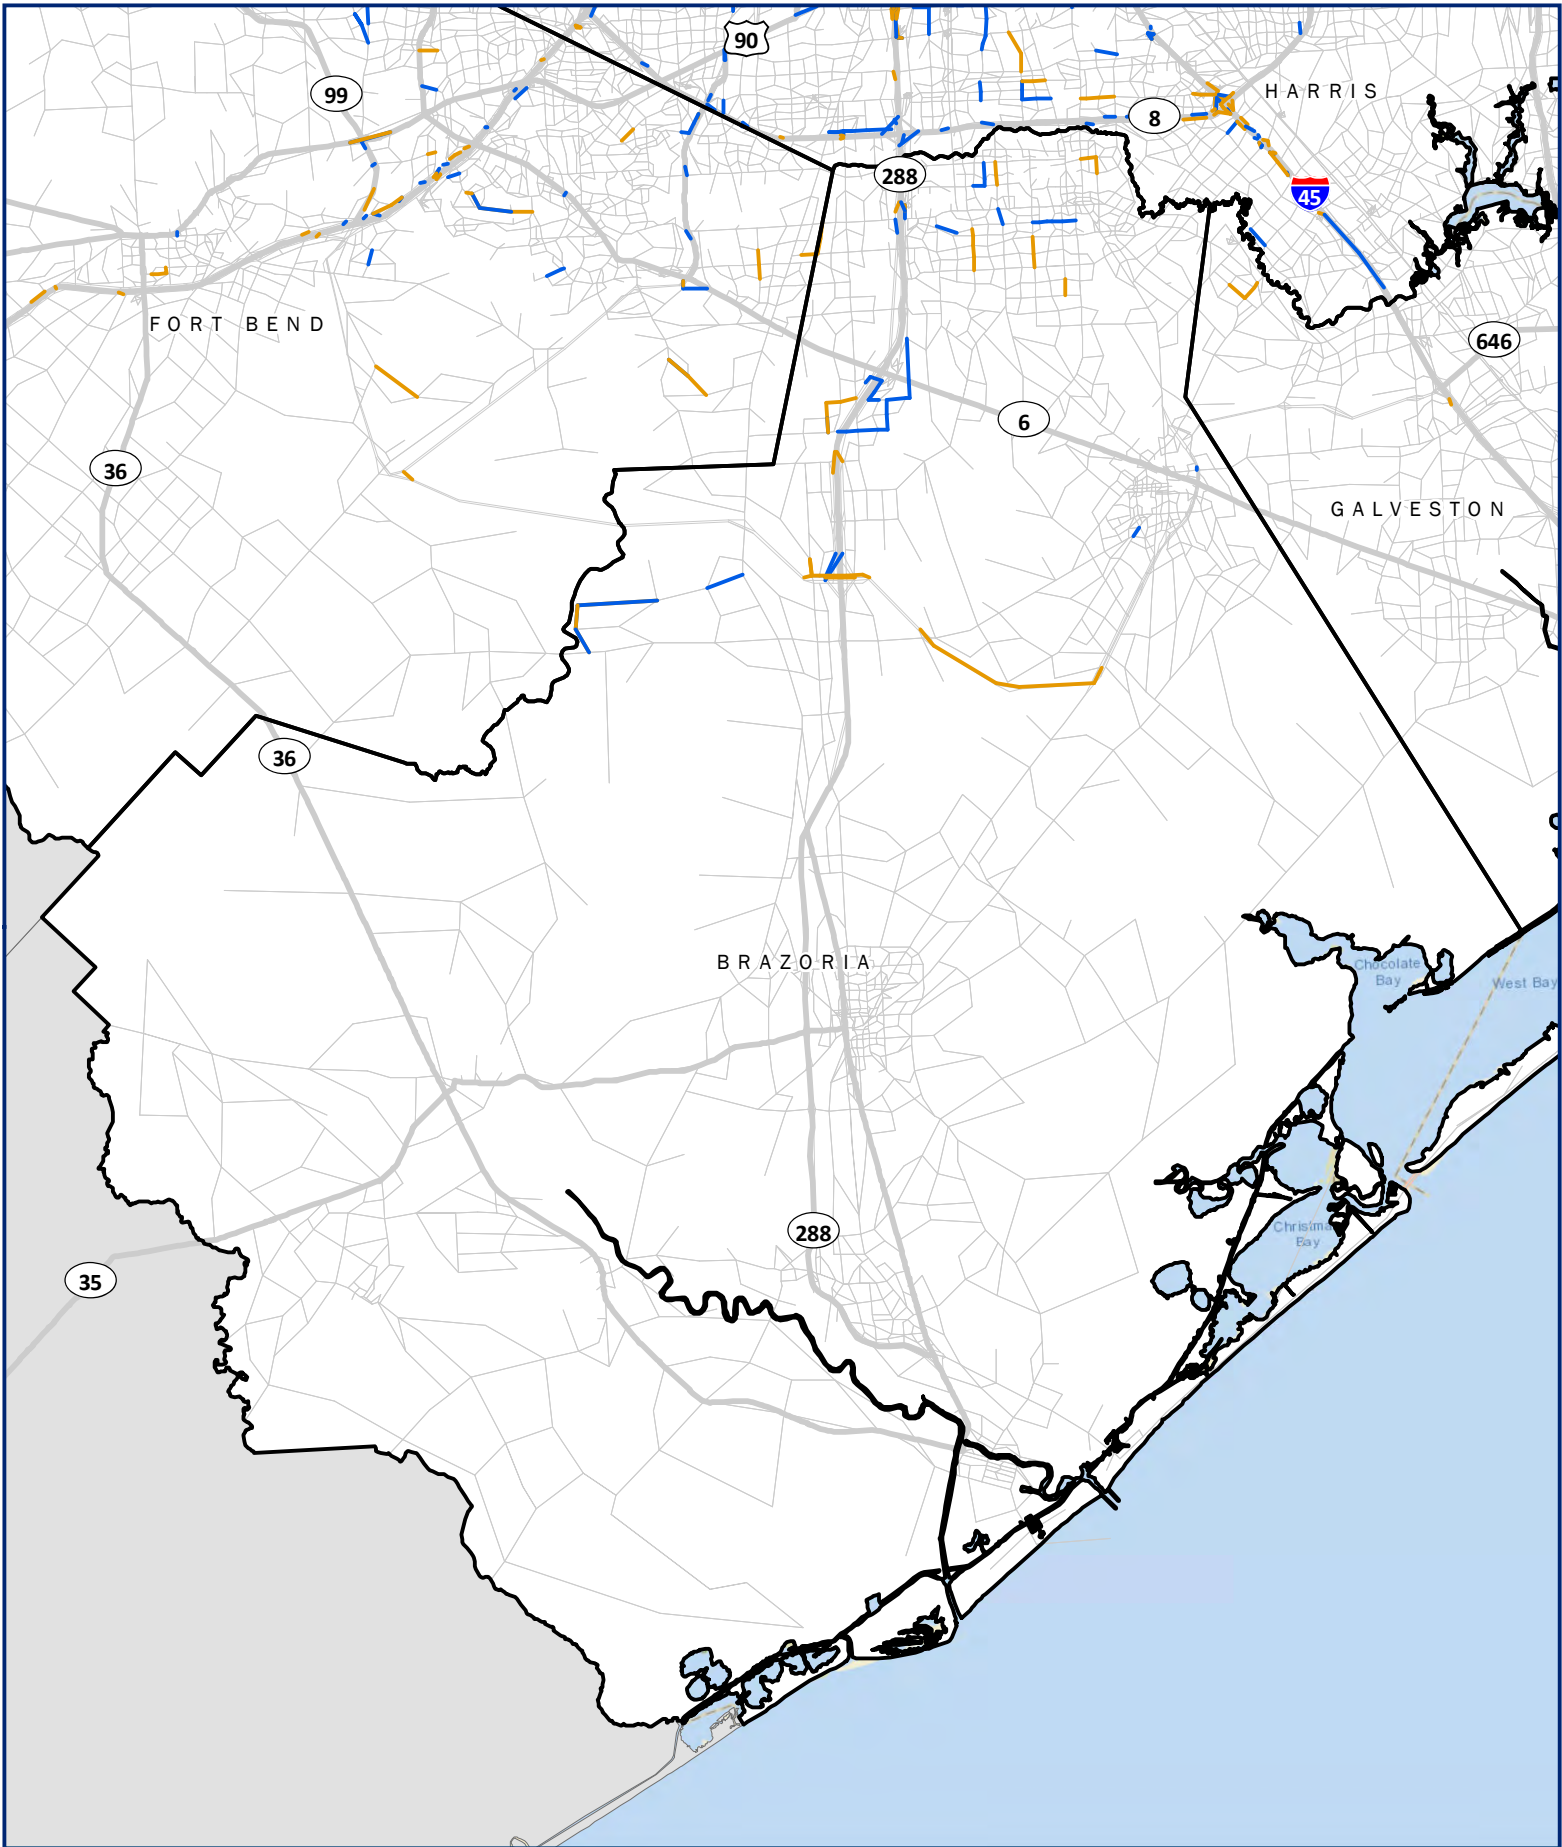 90
99
HARRIS
8
288
45
FORT BEND
646
6
36
GALVESTON
36
BRAZORIA
Chocolate
Bay
West Bay
288
Christmas
Bay
35